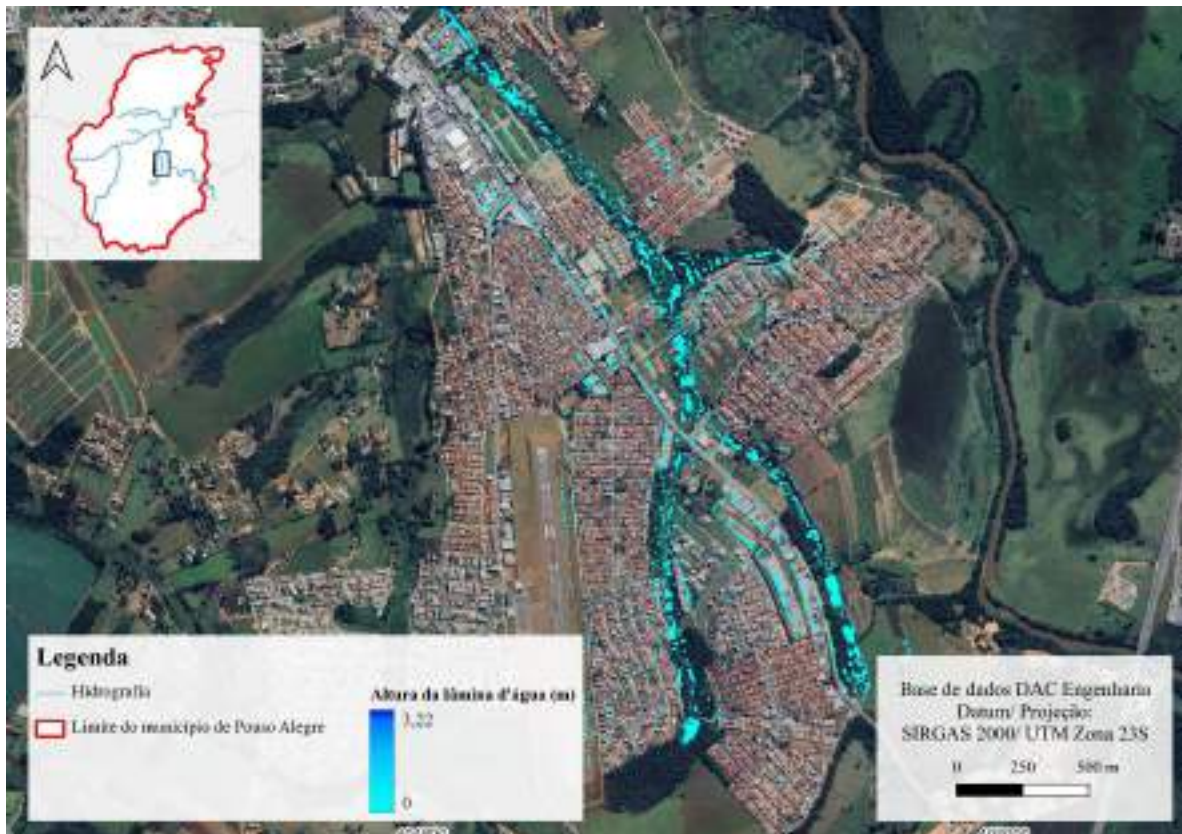 Legenda
Hidrografia
Limite do município de Pouso Alegre
Altura da lâmina d'água (m)
3,22
0
Base de dados DAC Engenharia
Datum/ Projeção:
SIRGAS 2000/ UTM Zona 23S
0 250 500 m